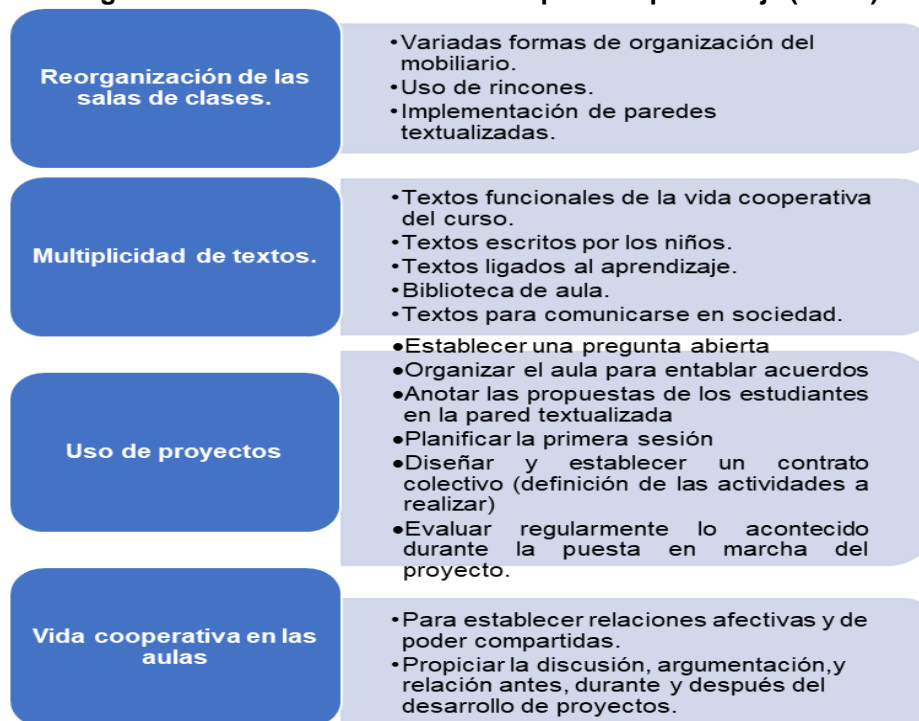 Reorganización de las
salas de clases.
•Variadas formas de organización del
mobiliario.
•Uso de rincones.
•Implementación de paredes
textualizadas.
Multiplicidad de textos.
•Textos funcionales de la vida cooperativa
del curso.
•Textos escritos por los niños.
•Textos ligados al aprendizaje.
•Biblioteca de aula.
•Textos para comunicarse en sociedad.
Uso de proyectos
•Establecer una pregunta abierta
•Organizar el aula para entablar acuerdos
•Anotar las propuestas de los estudiantes
en la pared textualizada
•Planificar la primera sesión
•Diseñar y establecer un contrato
colectivo (definición de las actividades a
realizar)
•Evaluar regularmente lo acontecido
durante la puesta en marcha del
proyecto.
Vida cooperativa en las
aulas
•Para establecer relaciones afectivas y de
poder compartidas.
•Propiciar la discusión, argumentación,y
relación antes, durante y después del
desarrollo de proyectos.